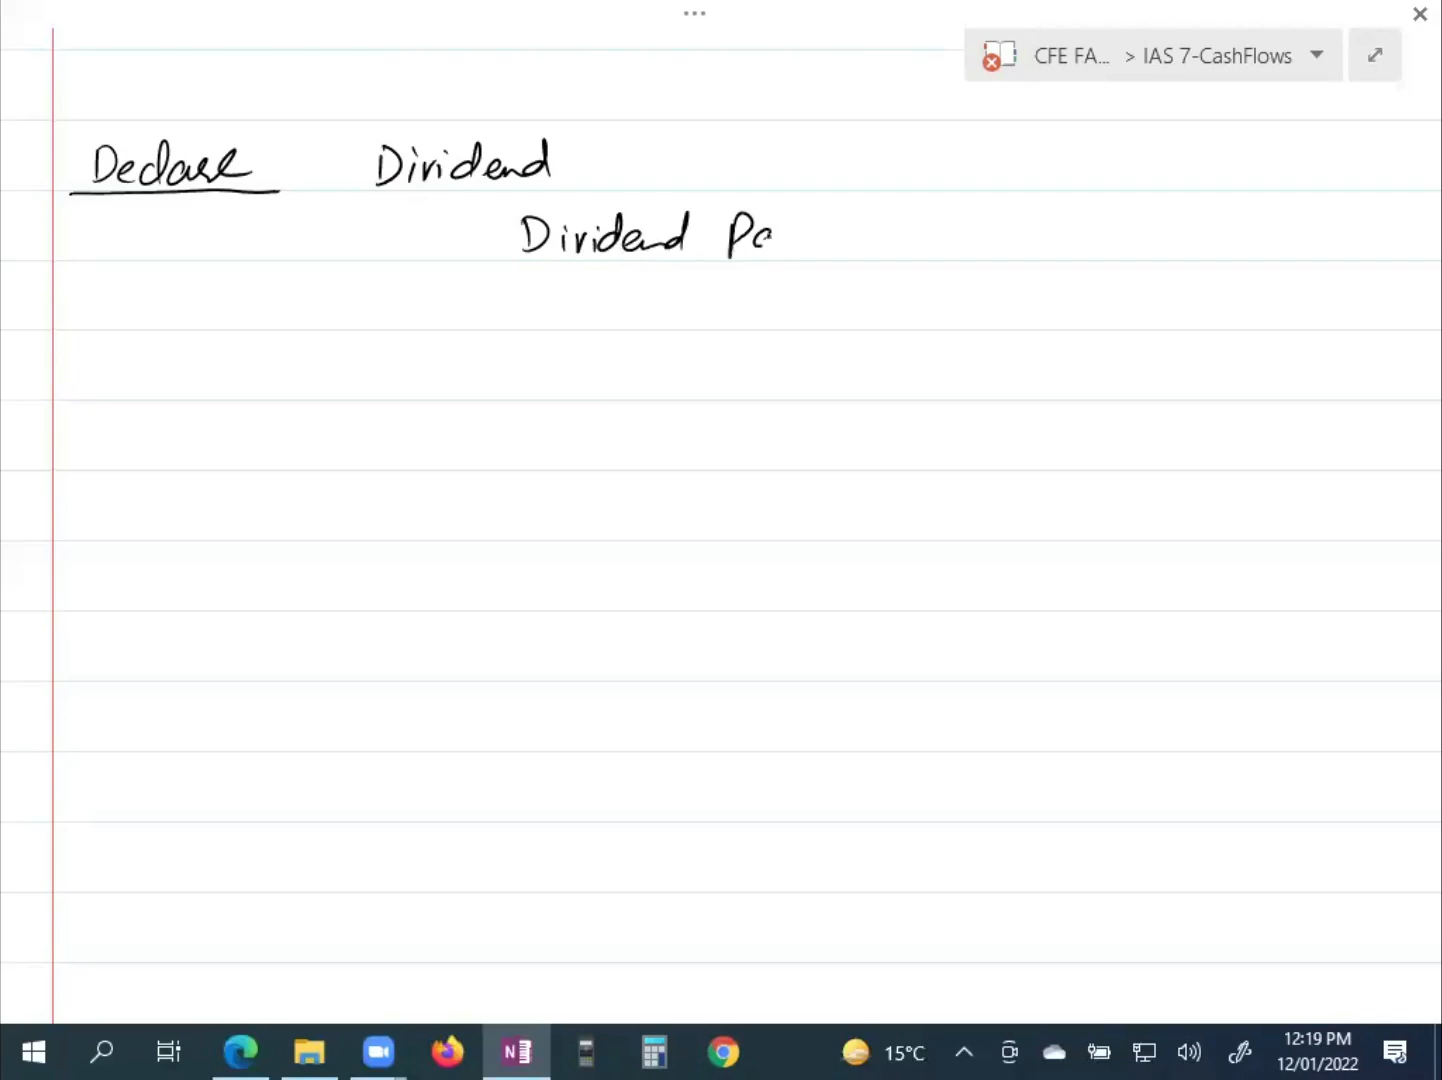 CFE FA... > IAS 7-CashFlows
Declare Dividend
Dividend Pa
15°C
12:19 PM
12/01/2022